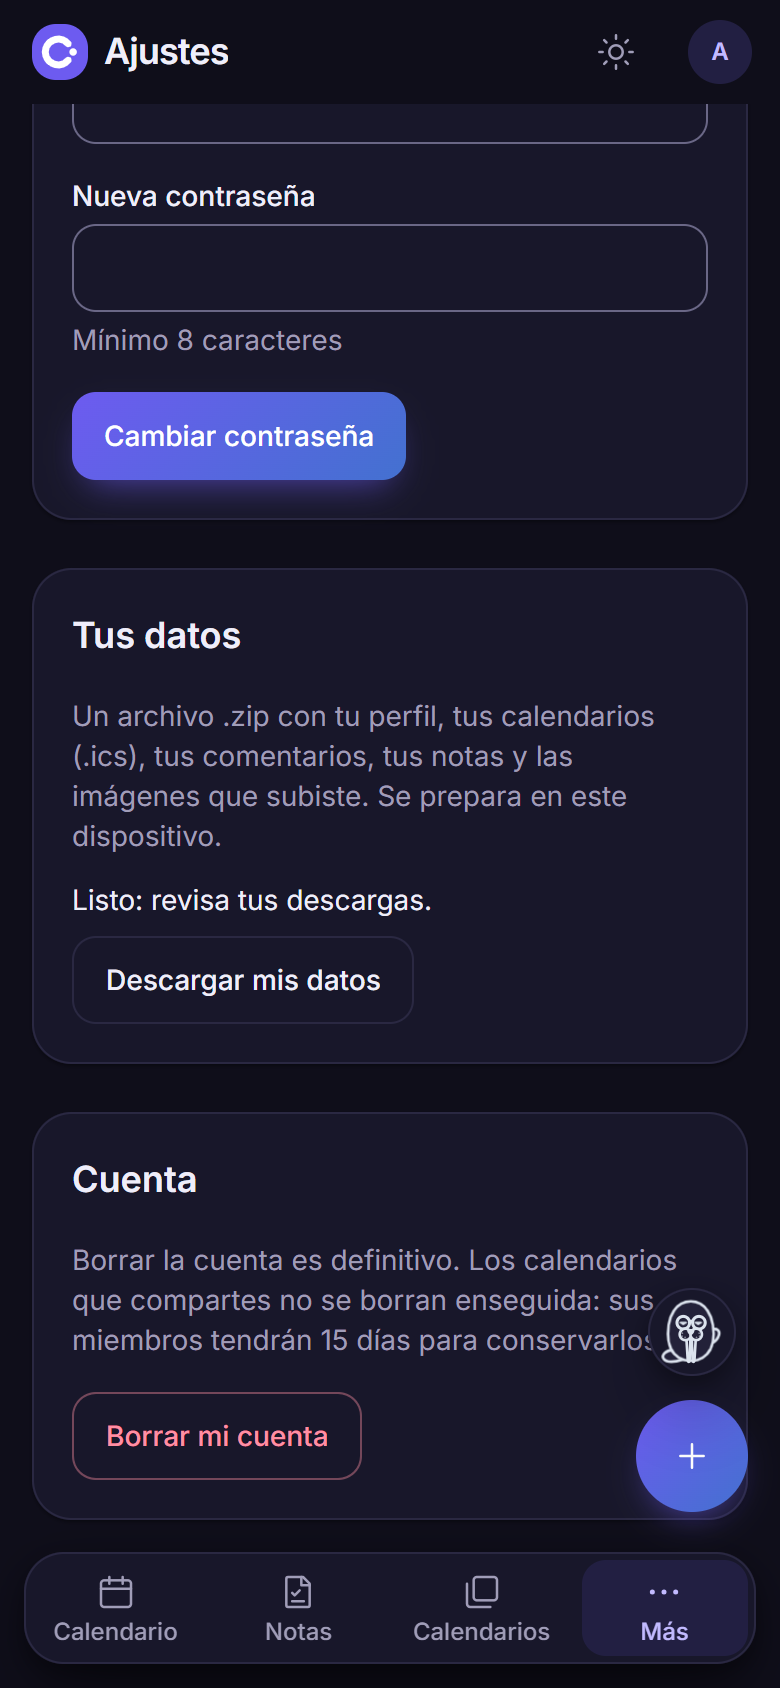 Ajustes
A
Nueva contraseña
Mínimo 8 caracteres
Cambiar contraseña
Tus datos
Un archivo .zip con tu perfil, tus calendarios
(.ics), tus comentarios, tus notas y las
imágenes que subiste. Se prepara en este
dispositivo.
Listo: revisa tus descargas.
Descargar mis datos
Cuenta
Borrar la cuenta es definitivo. Los calendarios
que compartes no se borran enseguida: sus
miembros tendrán 15 días para conservarlos
Borrar mi cuenta
Calendario
Notas
Calendarios
Más